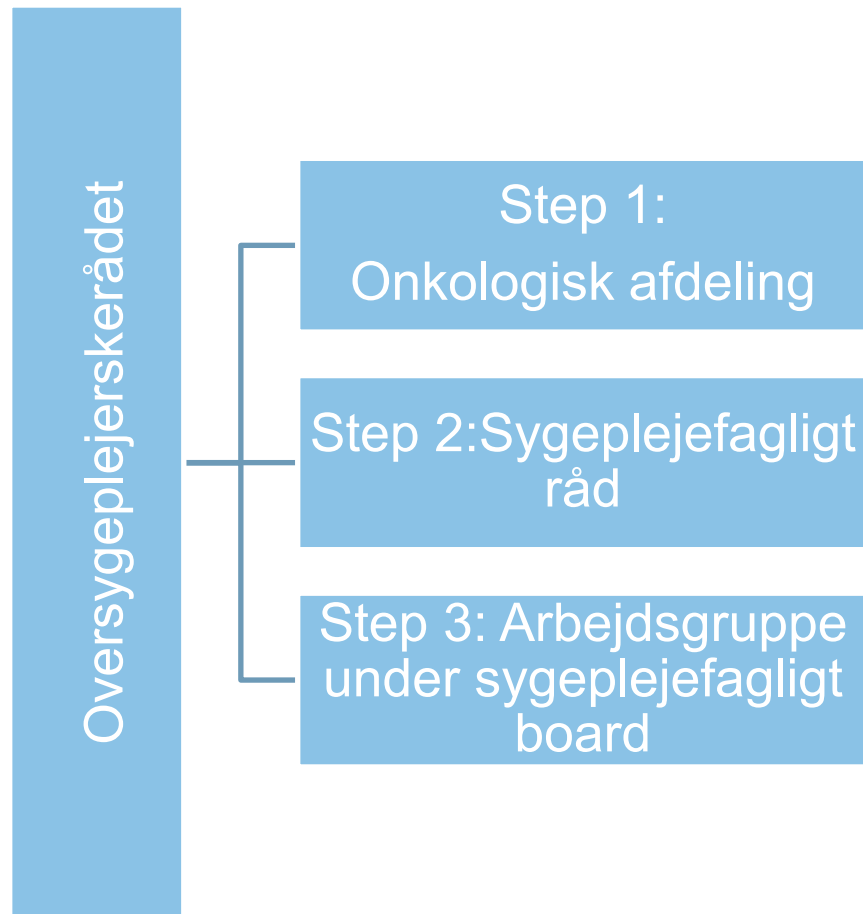 Oversygeplejerskerådet
Step 1:
Onkologisk afdeling
Step 2:Sygeplejefagligt
råd
Step 3: Arbejdsgruppe
under sygeplejefagligt
board